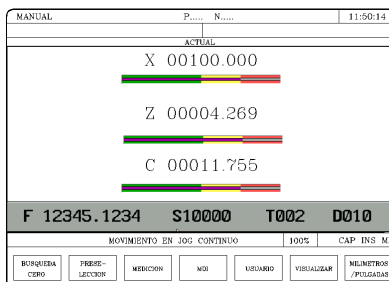 MANUAL P..... N..... 11:50:14
ACTUAL
X 00100.000
Z 00004.269
C 00011.755
F 12345.1234 S10000 T002 D010
MOVIMIENTO EN JOG CONTINUO 100% CAP INS
BUSQUEDA CERO
PRESE-LECCION
MEDICION
MDI
USUARIO
VISUALIZAR
MILIMETROS /PULGADAS